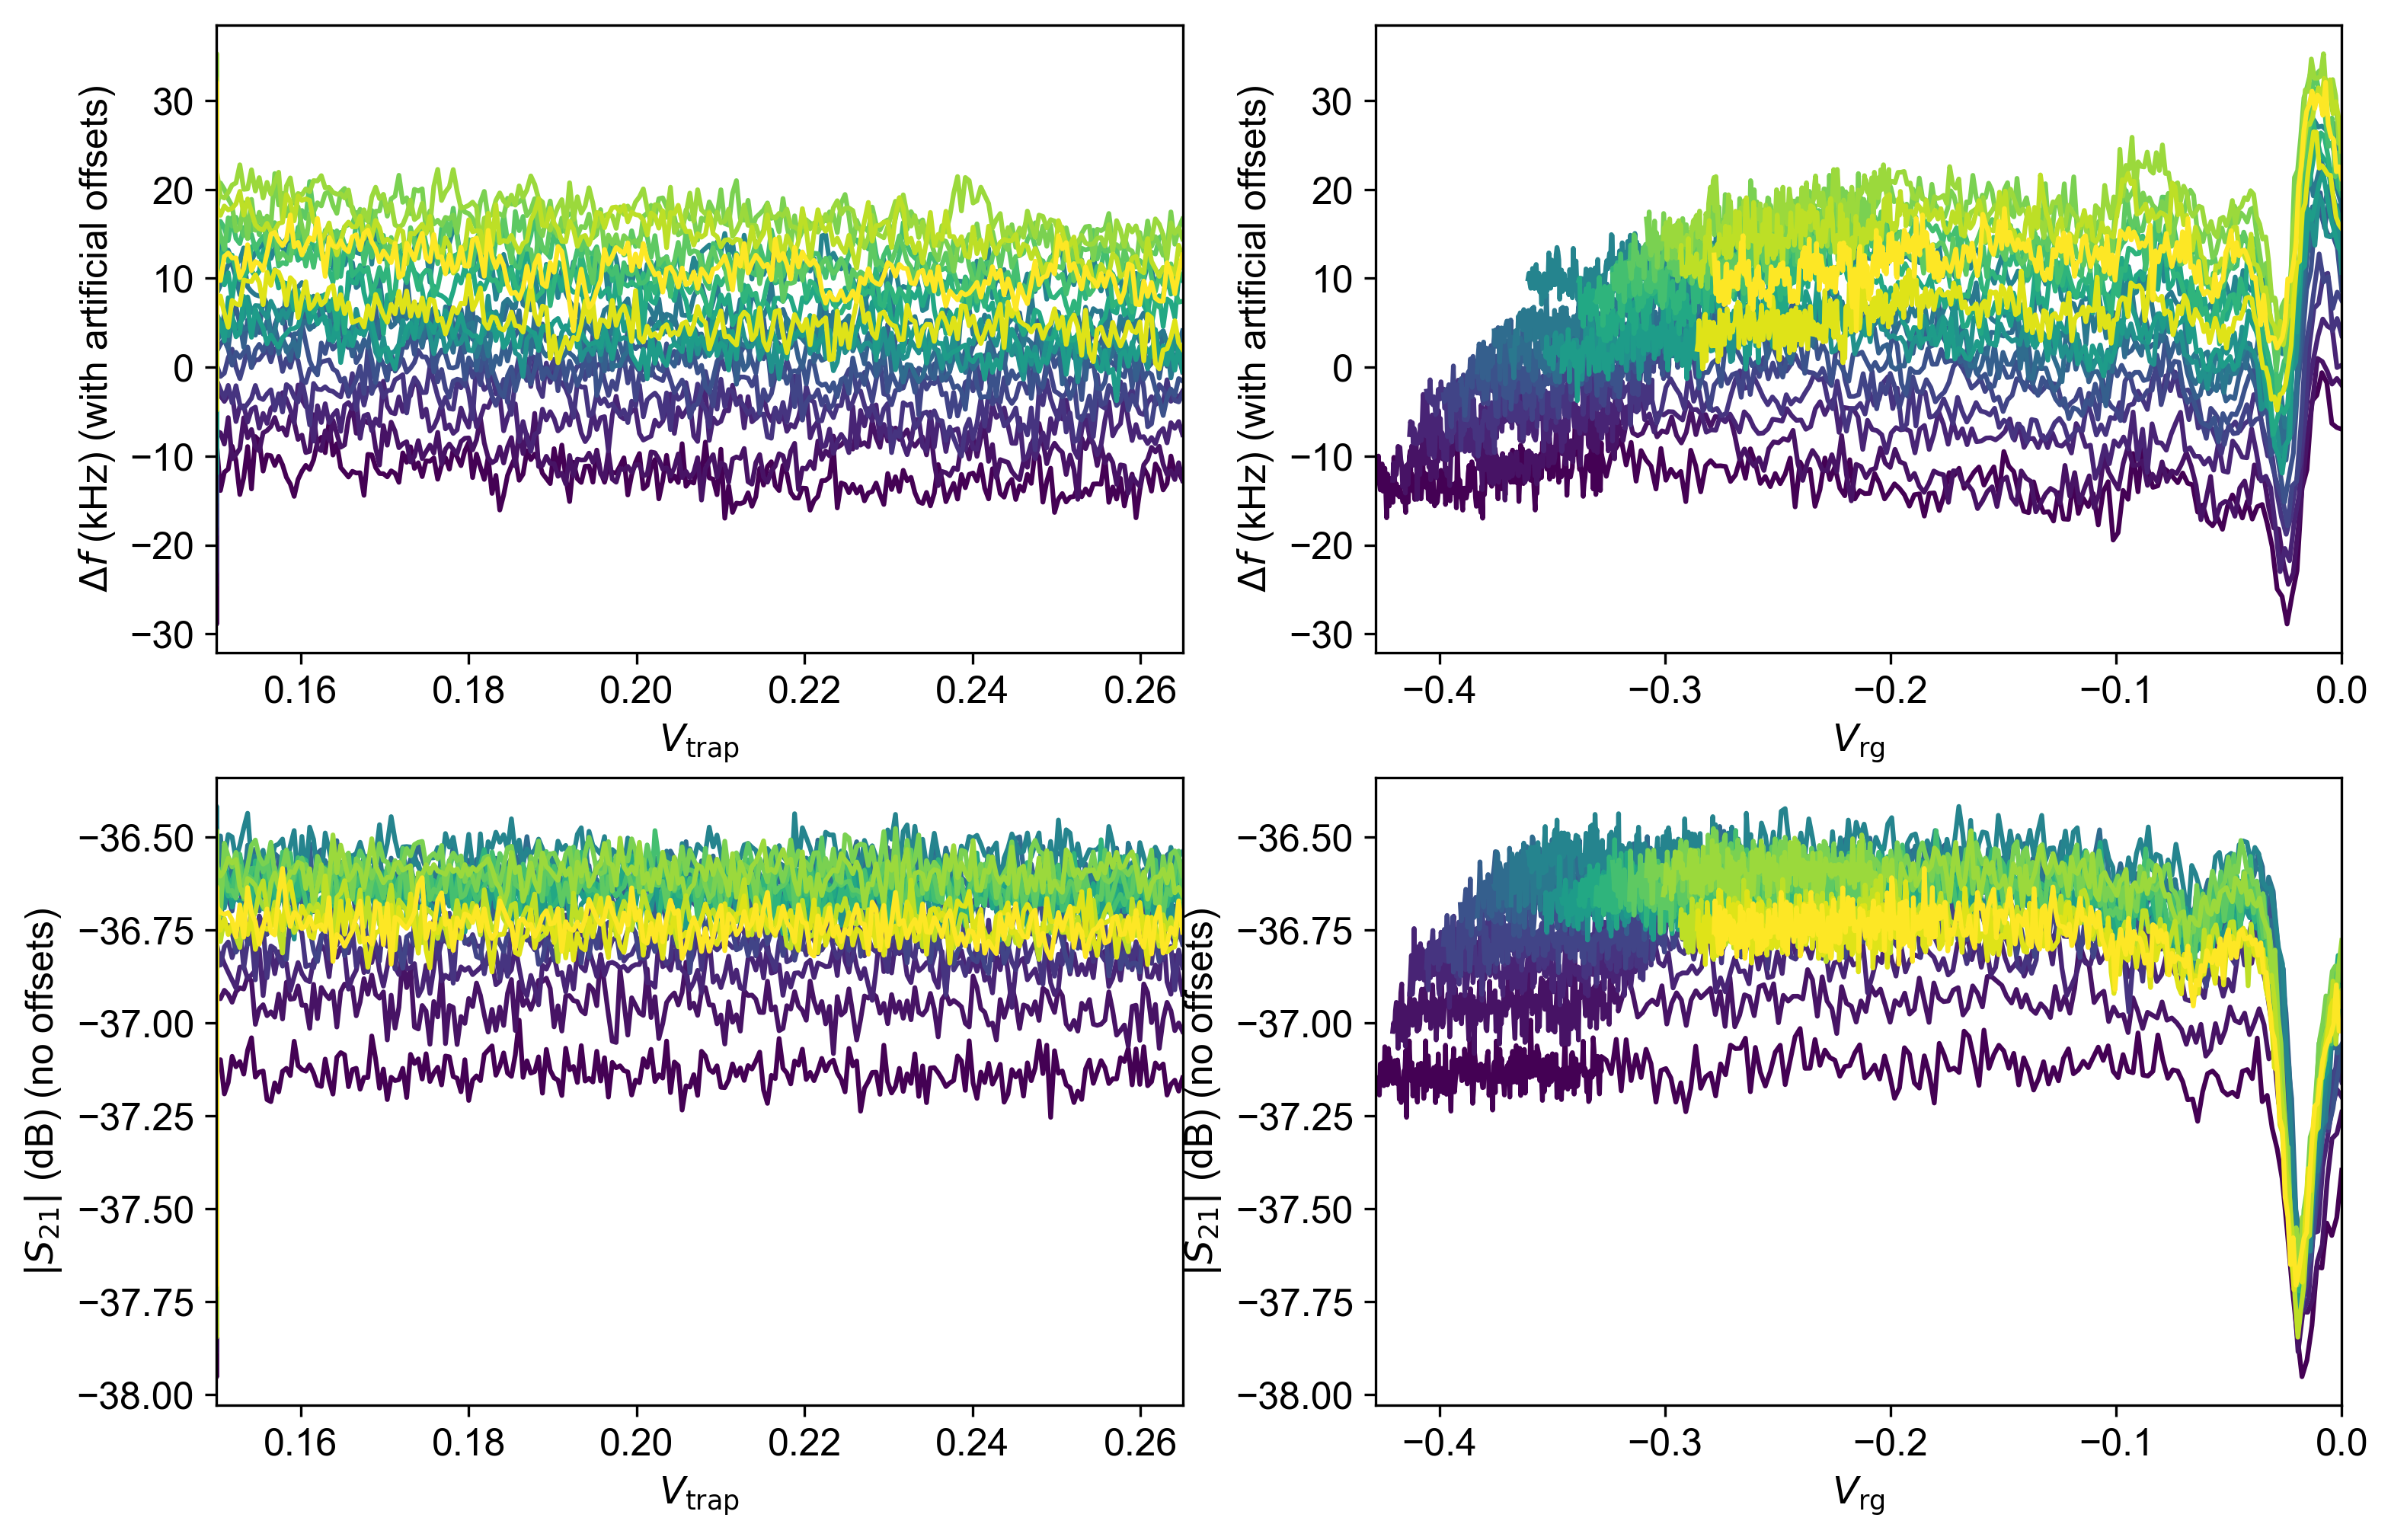 Δf (kHz) (with artificial offsets)
30
20
10
0
−10
−20
−30
0.16 0.18 0.20 0.22 0.24 0.26
V_trap
Δf (kHz) (with artificial offsets)
30
20
10
0
−10
−20
−30
−0.4 −0.3 −0.2 −0.1 0.0
V_rg
|S_21| (dB) (no offsets)
−36.50
−36.75
−37.00
−37.25
−37.50
−37.75
−38.00
0.16 0.18 0.20 0.22 0.24 0.26
V_trap
|S_21| (dB) (no offsets)
−36.50
−36.75
−37.00
−37.25
−37.50
−37.75
−38.00
−0.4 −0.3 −0.2 −0.1 0.0
V_rg